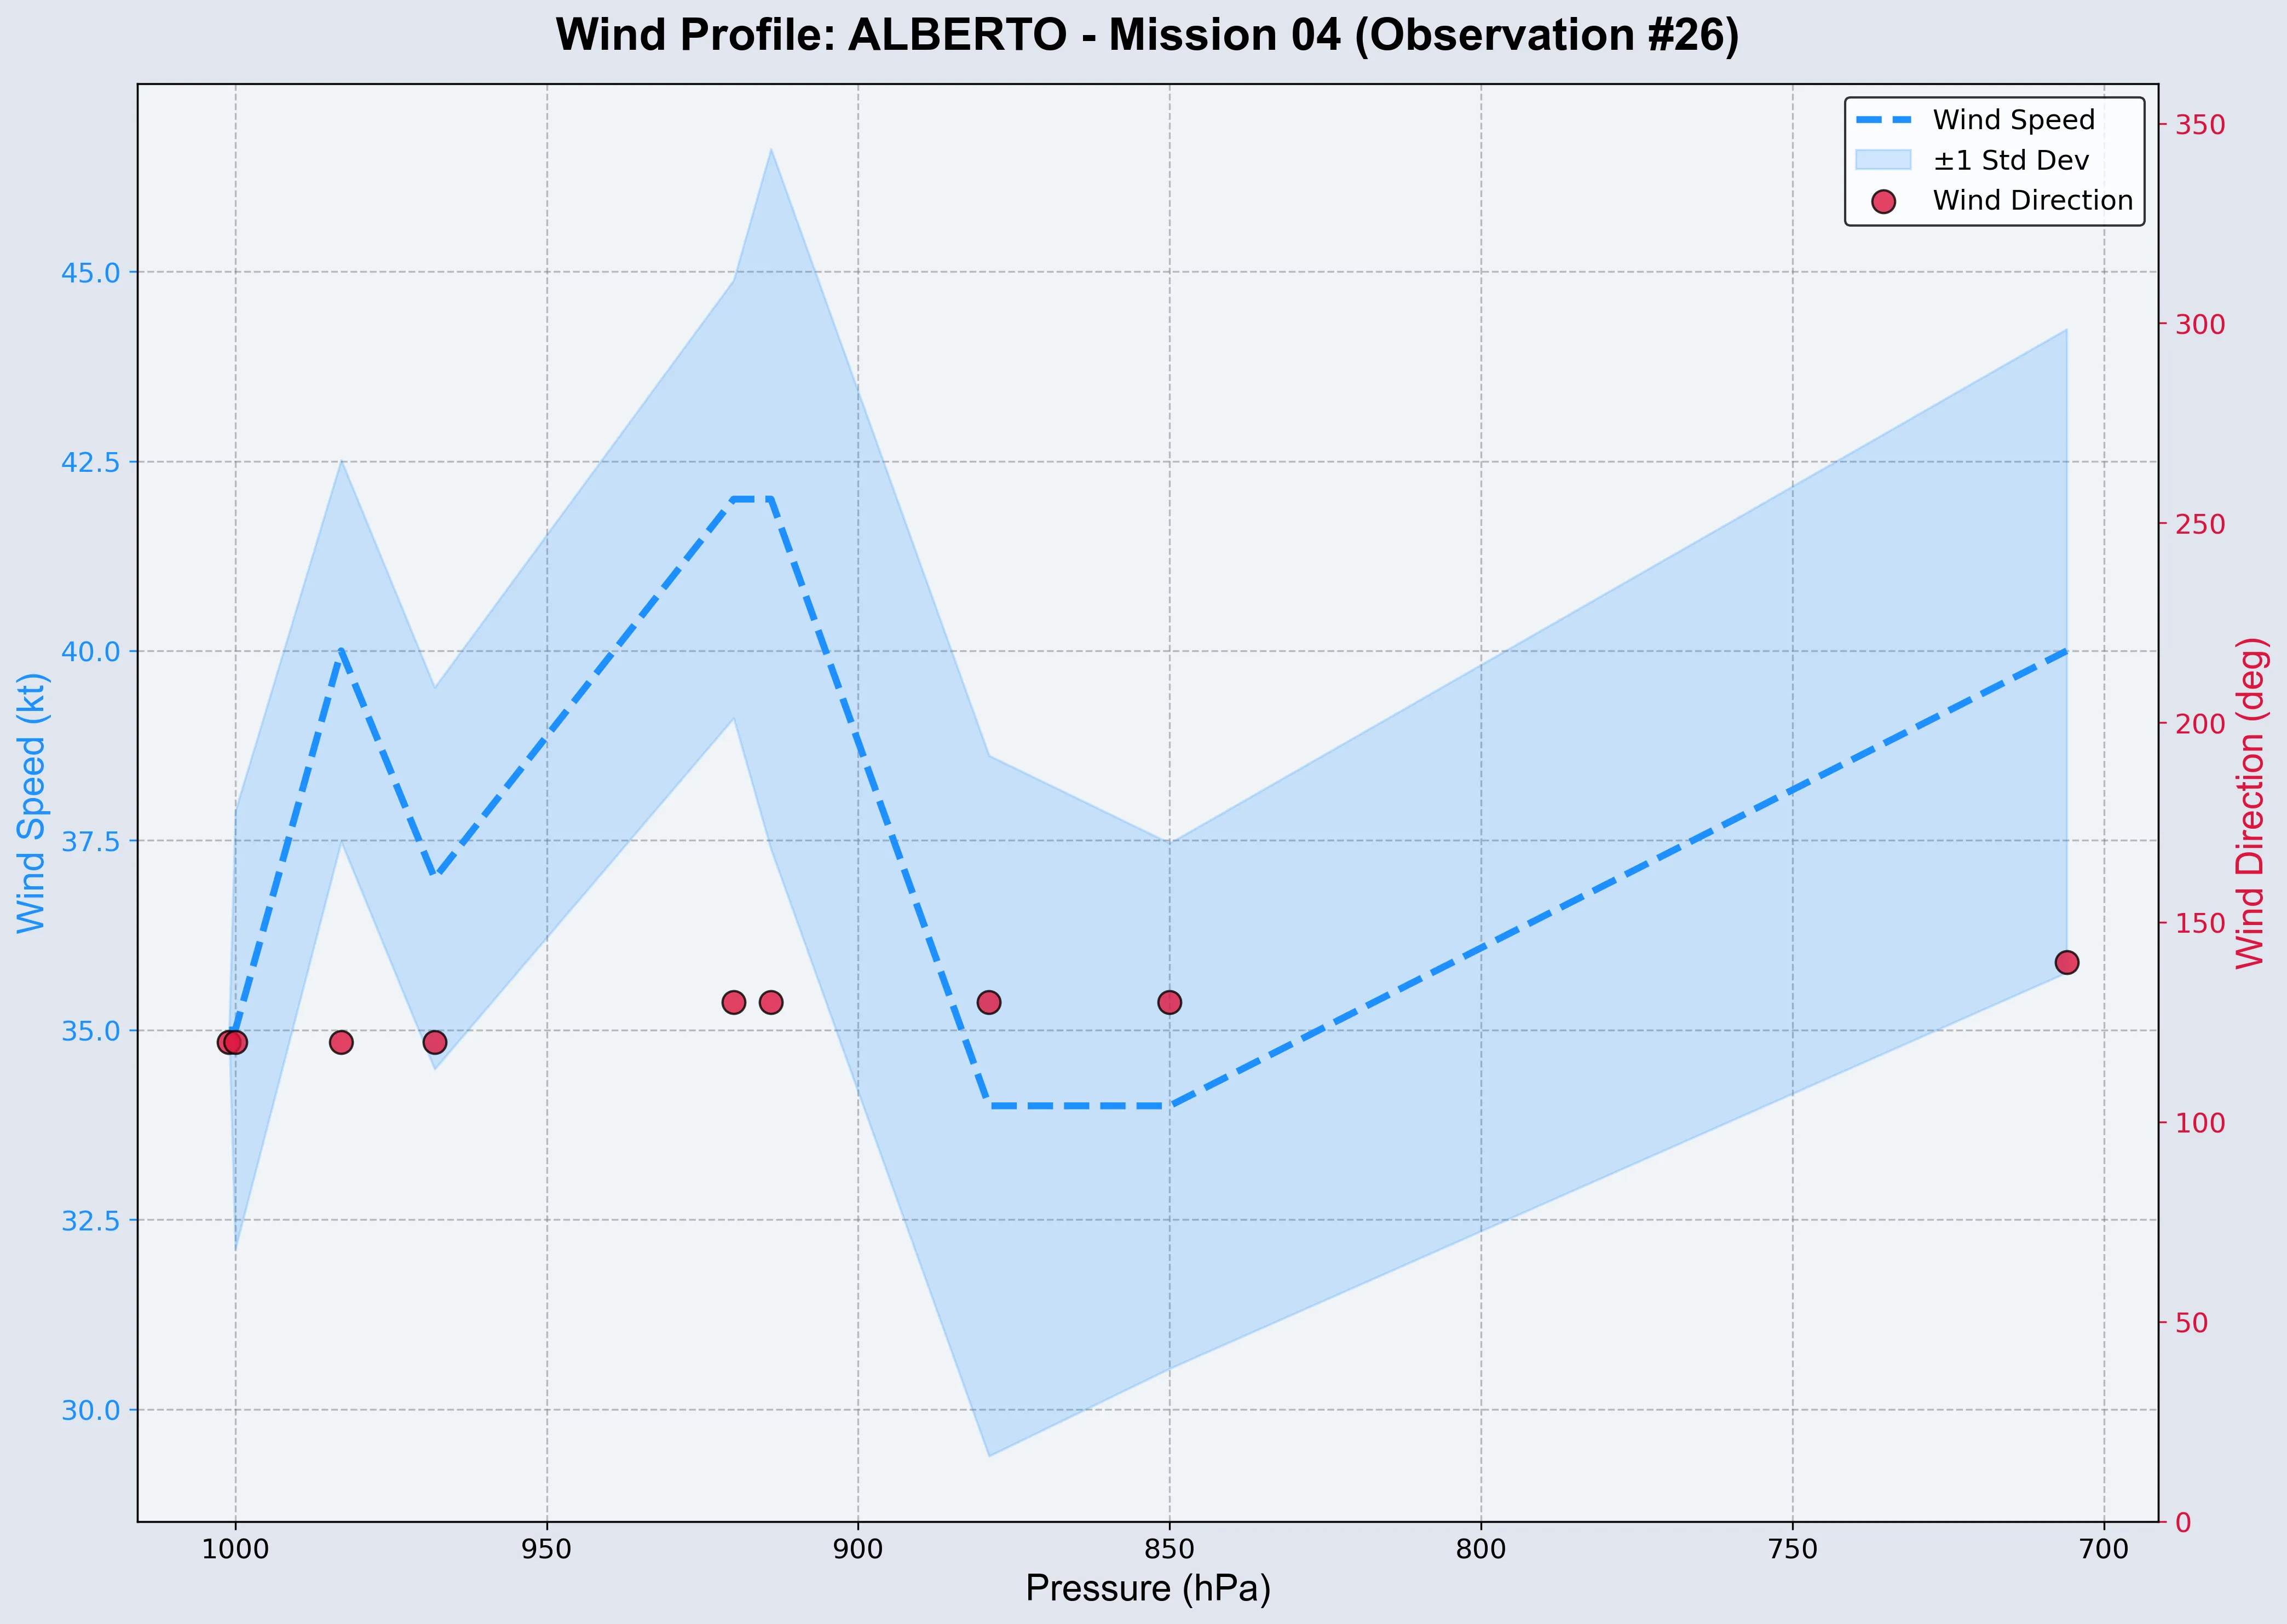 Wind Profile: ALBERTO - Mission 04 (Observation #26)
Wind Speed
±1 Std Dev
Wind Direction
45.0
42.5
40.0
37.5
35.0
32.5
30.0
Wind Speed (kt)
350
300
250
200
150
100
50
0
Wind Direction (deg)
1000 950 900 850 800 750 700
Pressure (hPa)